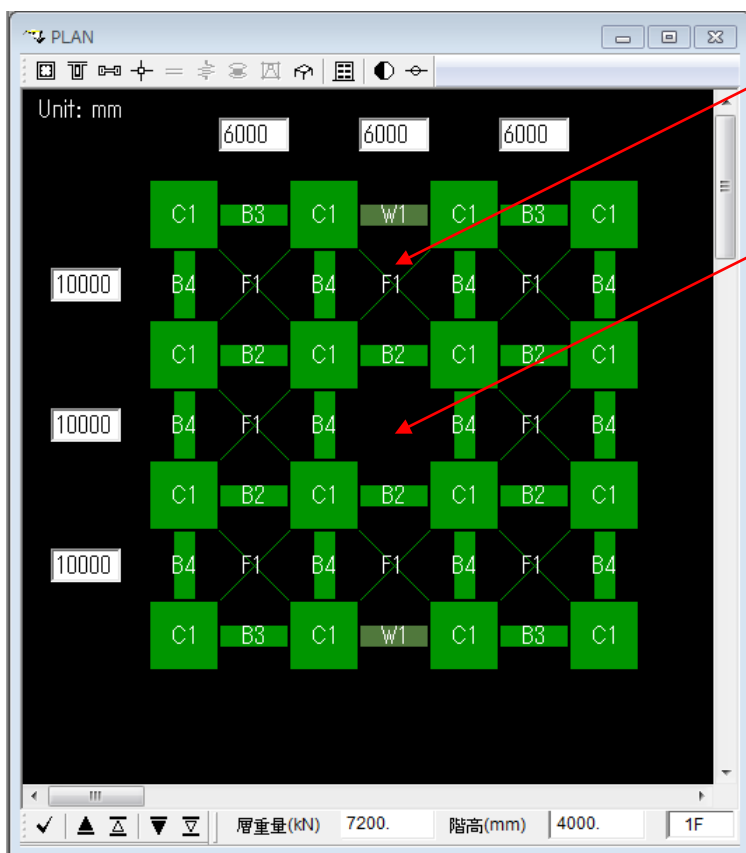 PLAN
Unit: mm
6000 6000 6000
C1 B3 C1 W1 C1 B3 C1
10000 B4 F1 B4 F1 B4 F1 B4
C1 B2 C1 B2 C1 B2 C1
10000 B4 F1 B4 B4 F1 B4
C1 B2 C1 B2 C1 B2 C1
10000 B4 F1 B4 F1 B4 F1 B4
C1 B3 C1 W1 C1 B3 C1
層重量(kN) 7200. 階高(mm) 4000. 1F